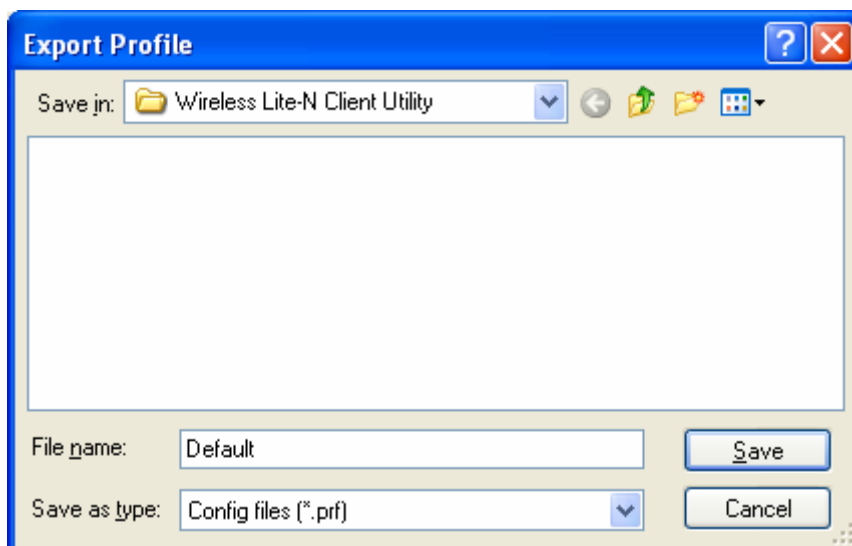 Export Profile
Save in: Wireless Lite-N Client Utility
File name: Default
Save
Save as type: Config files (*.prf)
Cancel